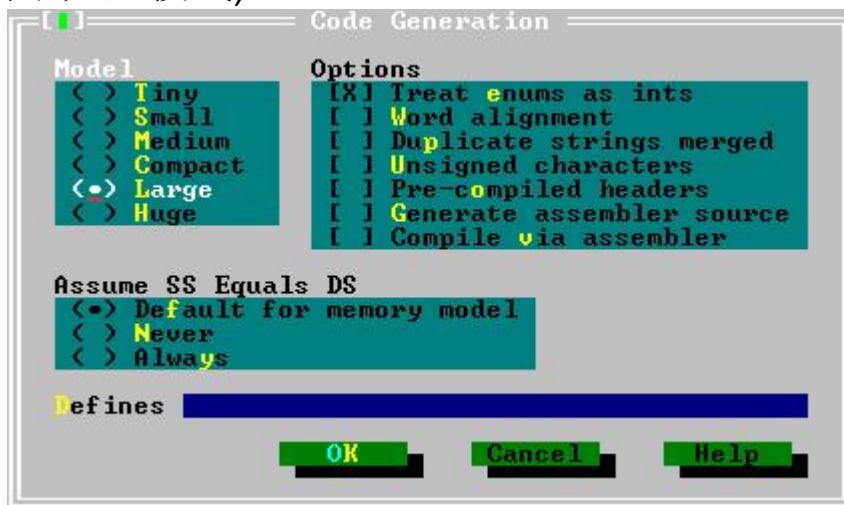 [ ] Code Generation
Model
( ) Tiny
( ) Small
( ) Medium
( ) Compact
(•) Large
( ) Huge
Options
[X] Treat enums as ints
[ ] Word alignment
[ ] Duplicate strings merged
[ ] Unsigned characters
[ ] Pre-compiled headers
[ ] Generate assembler source
[ ] Compile via assembler
Assume SS Equals DS
(•) Default for memory model
( ) Never
( ) Always
Defines
OK Cancel Help